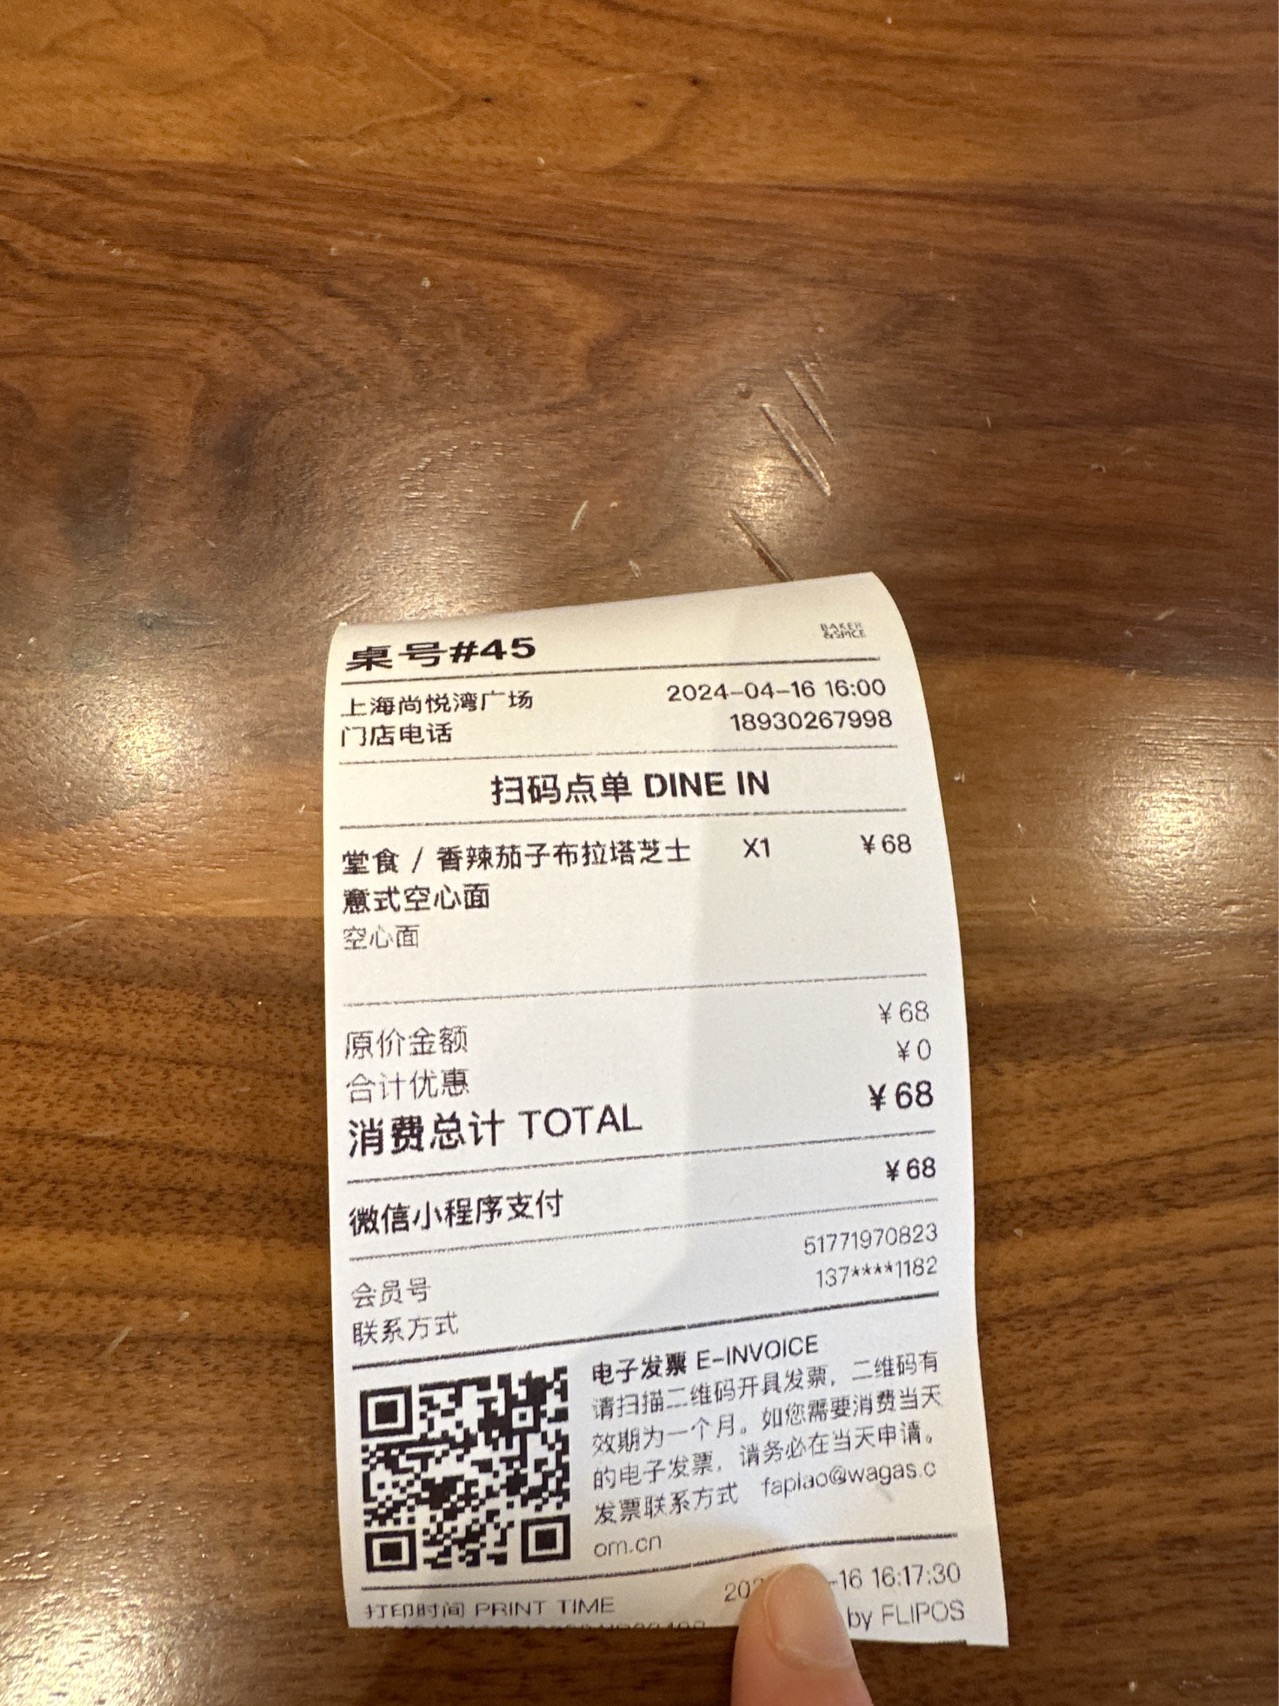 桌号#45
BAKER
&SPICE
上海尚悦湾广场 2024-04-16 16:00
门店电话 18930267998
扫码点单 DINE IN
堂食 / 香辣茄子布拉塔芝士 X1 ¥68
意式空心面
空心面
原价金额 ¥68
合计优惠 ¥0
消费总计 TOTAL ¥68
微信小程序支付 ¥68
会员号 51771970823
联系方式 137****1182
电子发票 E-INVOICE
请扫描二维码开具发票，二维码有
效期为一个月。如您需要消费当天
的电子发票，请务必在当天申请。
发票联系方式 fapiao@wagas.c
om.cn
打印时间 PRINT TIME 202 -16 16:17:30
by FLIPOS